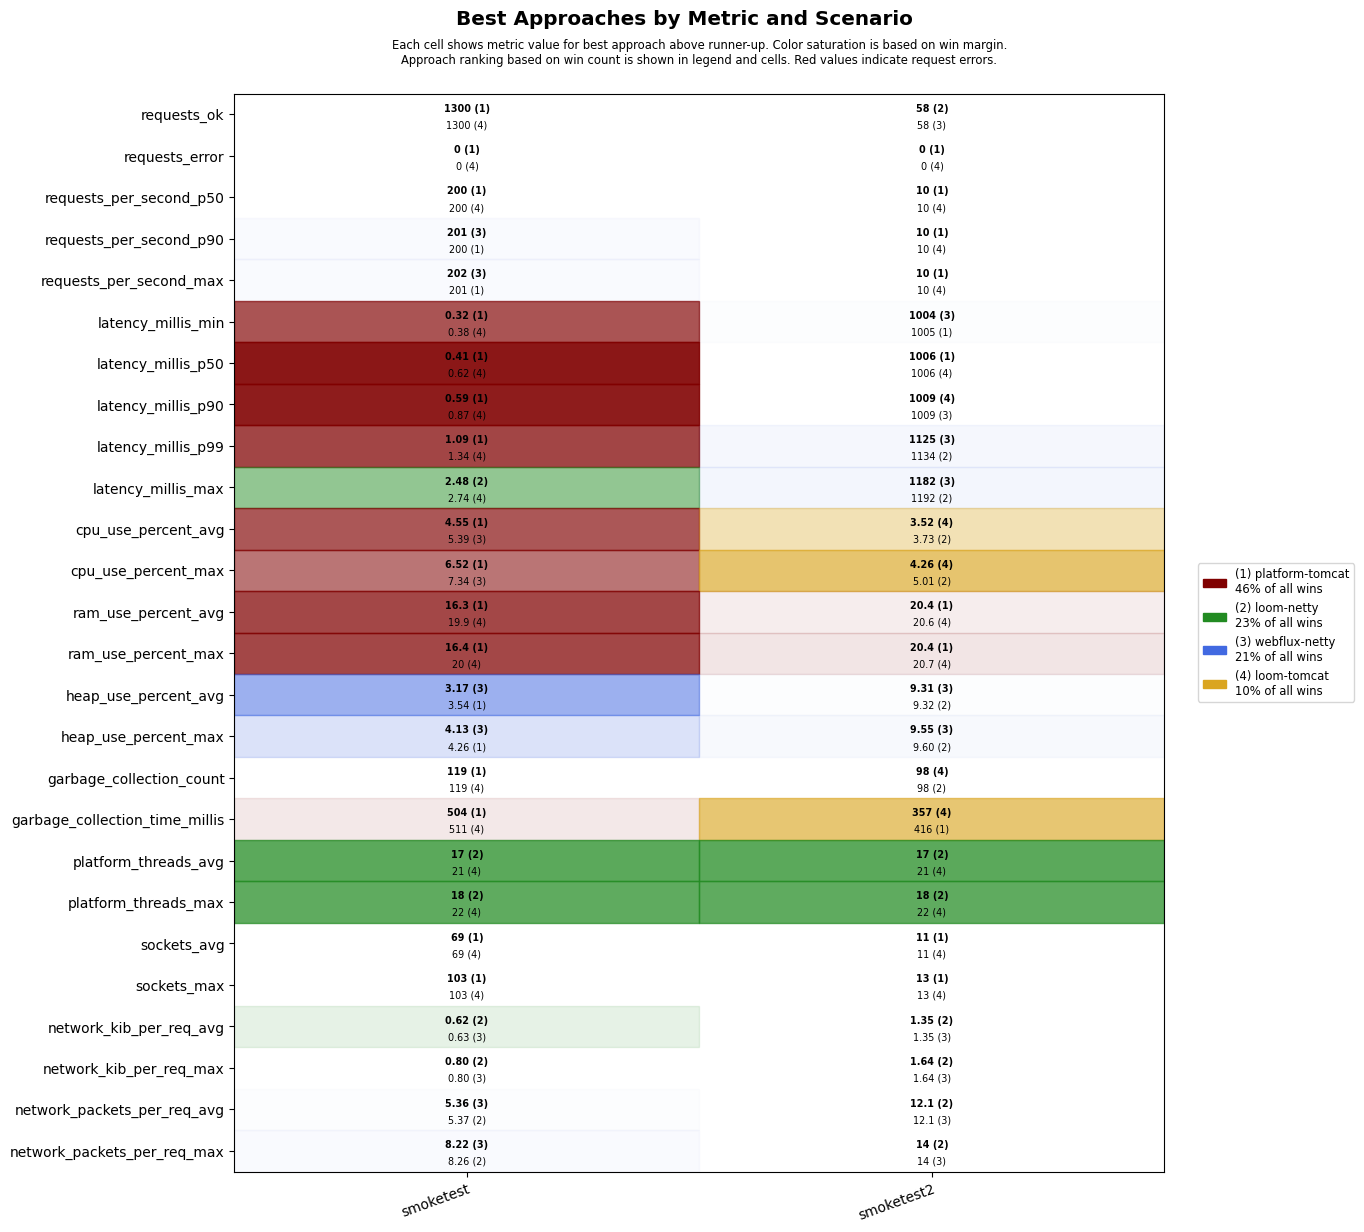 Best Approaches by Metric and Scenario
Each cell shows metric value for best approach above runner-up. Color saturation is based on win margin.
Approach ranking based on win count is shown in legend and cells. Red values indicate request errors.
requests_ok
1300 (1)
1300 (4)
58 (2)
58 (3)
requests_error
0 (1)
0 (4)
0 (1)
0 (4)
requests_per_second_p50
200 (1)
200 (4)
10 (1)
10 (4)
requests_per_second_p90
201 (3)
200 (1)
10 (1)
10 (4)
requests_per_second_max
202 (3)
201 (1)
10 (1)
10 (4)
latency_millis_min
0.32 (1)
0.38 (4)
1004 (3)
1005 (1)
latency_millis_p50
0.41 (1)
0.62 (4)
1006 (1)
1006 (4)
latency_millis_p90
0.59 (1)
0.87 (4)
1009 (4)
1009 (3)
latency_millis_p99
1.09 (1)
1.34 (4)
1125 (3)
1134 (2)
latency_millis_max
2.48 (2)
2.74 (4)
1182 (3)
1192 (2)
cpu_use_percent_avg
4.55 (1)
5.39 (3)
3.52 (4)
3.73 (2)
cpu_use_percent_max
6.52 (1)
7.34 (3)
4.26 (4)
5.01 (2)
ram_use_percent_avg
16.3 (1)
19.9 (4)
20.4 (1)
20.6 (4)
ram_use_percent_max
16.4 (1)
20 (4)
20.4 (1)
20.7 (4)
heap_use_percent_avg
3.17 (3)
3.54 (1)
9.31 (3)
9.32 (2)
heap_use_percent_max
4.13 (3)
4.26 (1)
9.55 (3)
9.60 (2)
garbage_collection_count
119 (1)
119 (4)
98 (4)
98 (2)
garbage_collection_time_millis
504 (1)
511 (4)
357 (4)
416 (1)
platform_threads_avg
17 (2)
21 (4)
17 (2)
21 (4)
platform_threads_max
18 (2)
22 (4)
18 (2)
22 (4)
sockets_avg
69 (1)
69 (4)
11 (1)
11 (4)
sockets_max
103 (1)
103 (4)
13 (1)
13 (4)
network_kib_per_req_avg
0.62 (2)
0.63 (3)
1.35 (2)
1.35 (3)
network_kib_per_req_max
0.80 (2)
0.80 (3)
1.64 (2)
1.64 (3)
network_packets_per_req_avg
5.36 (3)
5.37 (2)
12.1 (2)
12.1 (3)
network_packets_per_req_max
8.22 (3)
8.26 (2)
14 (2)
14 (3)
smoketest
smoketest2
(1) platform-tomcat
46% of all wins
(2) loom-netty
23% of all wins
(3) webflux-netty
21% of all wins
(4) loom-tomcat
10% of all wins